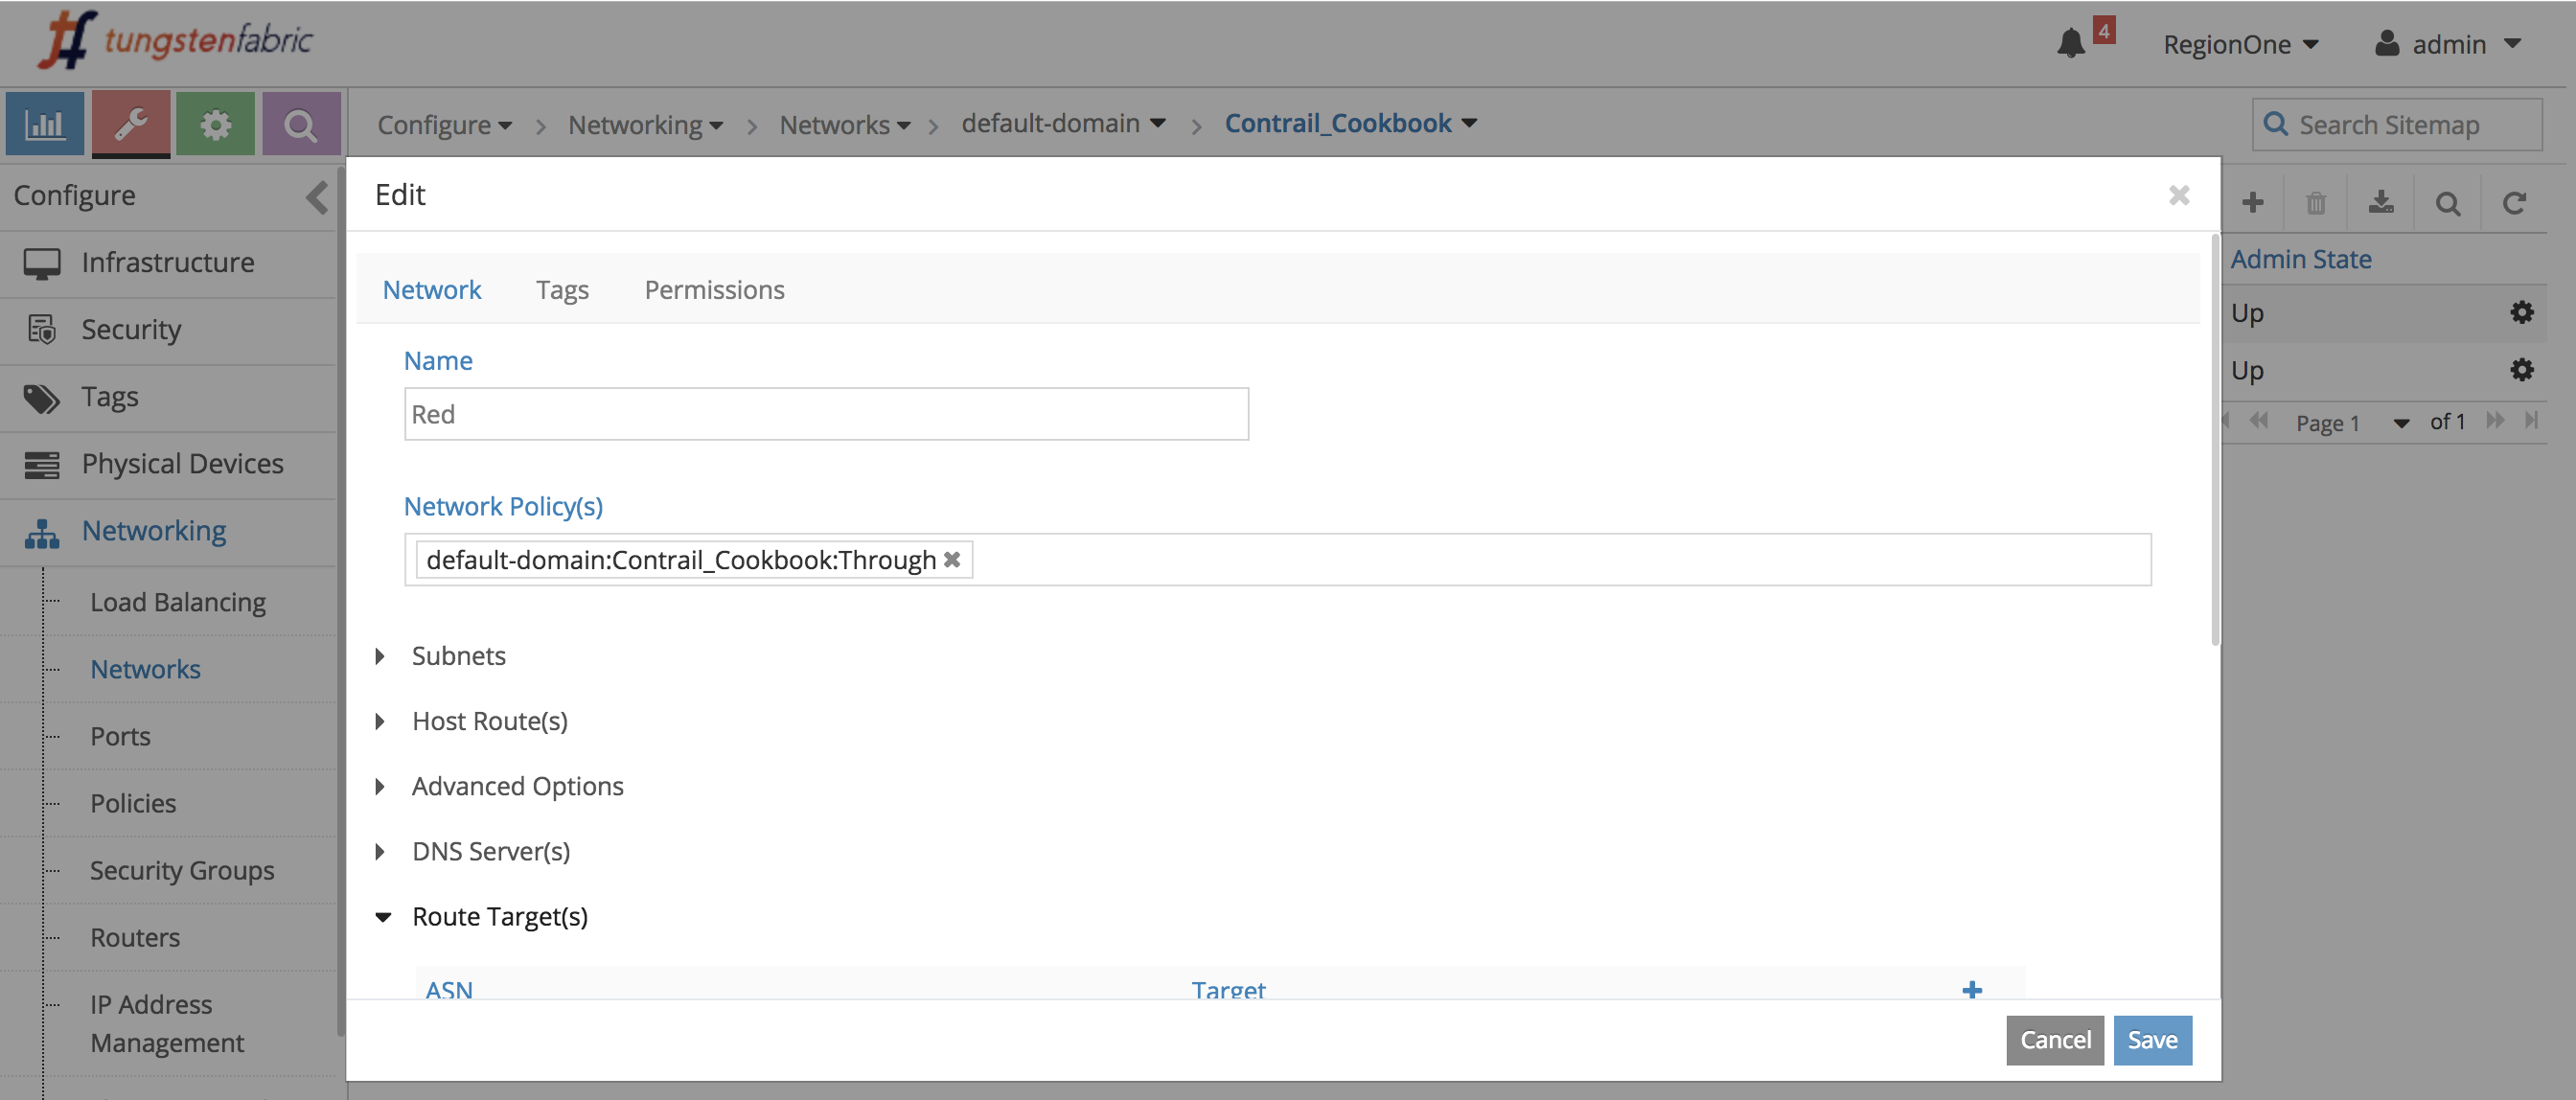 tungstenfabric
4
RegionOne
admin
Configure
Networking
Networks
default-domain
Contrail_Cookbook
Search Sitemap
Configure
Infrastructure
Security
Tags
Physical Devices
Networking
Load Balancing
Networks
Ports
Policies
Security Groups
Routers
IP Address
Management
Edit
Network
Tags
Permissions
Name
Red
Network Policy(s)
default-domain:Contrail_Cookbook:Through
Subnets
Host Route(s)
Advanced Options
DNS Server(s)
Route Target(s)
ASN
Target
Cancel
Save
Admin State
Up
Up
Page 1
of 1